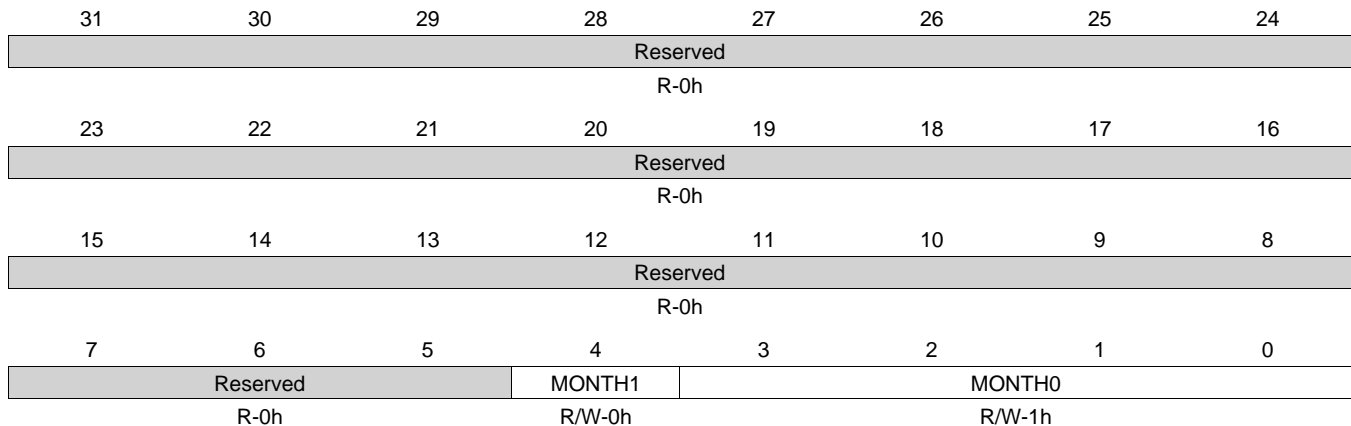 31 30 29 28 27 26 25 24
Reserved
R-0h
23 22 21 20 19 18 17 16
Reserved
R-0h
15 14 13 12 11 10 9 8
Reserved
R-0h
7 6 5 4 3 2 1 0
Reserved MONTH1 MONTH0
R-0h R/W-0h R/W-1h